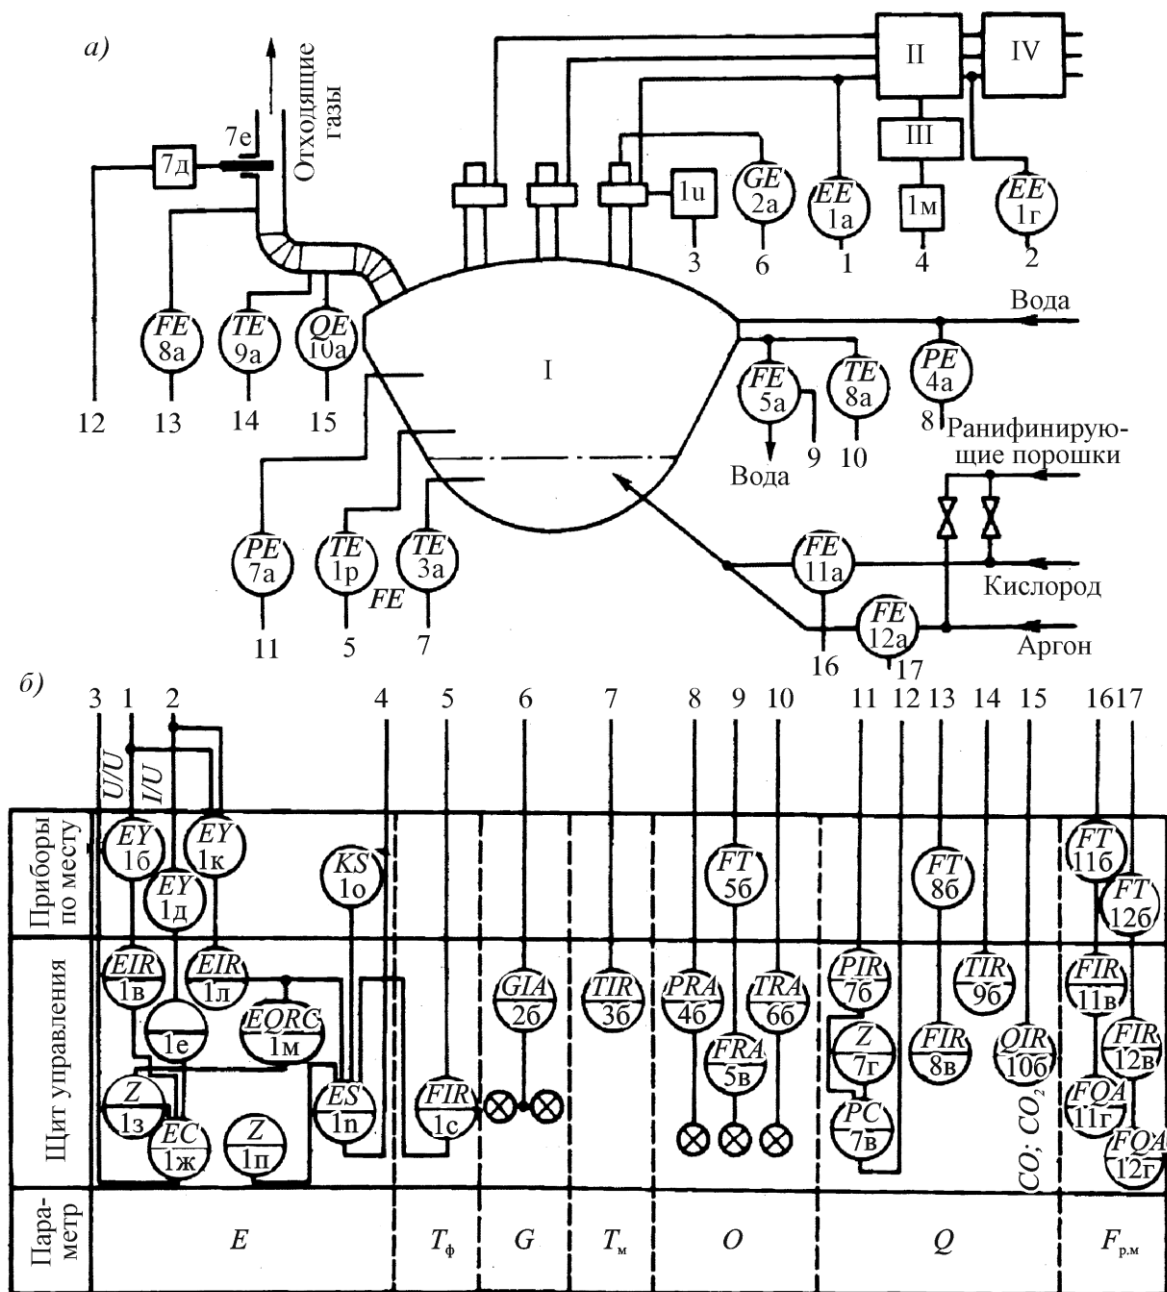 а)
Отходящие
газы
7е
7д
II
IV
III
1и
GE
2а
EE
1а
1м
EE
1г
3
6
1
4
2
Вода
FE
8а
TE
9а
QE
10а
I
FE
5а
TE
8а
PE
4а
12
13
14
15
9
10
8
Вода
Ранифинирую-
щие порошки
PE
7а
TE
1р
FE
TE
3а
FE
11а
Кислород
FE
12а
Аргон
11
5
7
16
17
б)
3
1
2
4
5
6
7
8
9
10
11
12
13
14
15
16
17
U/U
I/U
Приборы
по месту
EY
1б
EY
1д
EY
1к
KS
1о
FT
5б
FT
8б
FT
11б
FT
12б
Щит управления
EIR
1в
1е
EIR
1л
EQRC
1м
Z
1з
EC
1ж
Z
1п
ES
1п
FIR
1с
GIA
2б
TIR
3б
PRA
4б
FRA
5в
TRA
6б
PIR
7б
Z
7г
PC
7в
FIR
8в
TIR
9б
QIR
10б
CO; CO₂
FIR
11в
FQA
11г
FIR
12в
FQA
12г
Пара-
метр
E
Tф
G
Tм
O
Q
Fр.м